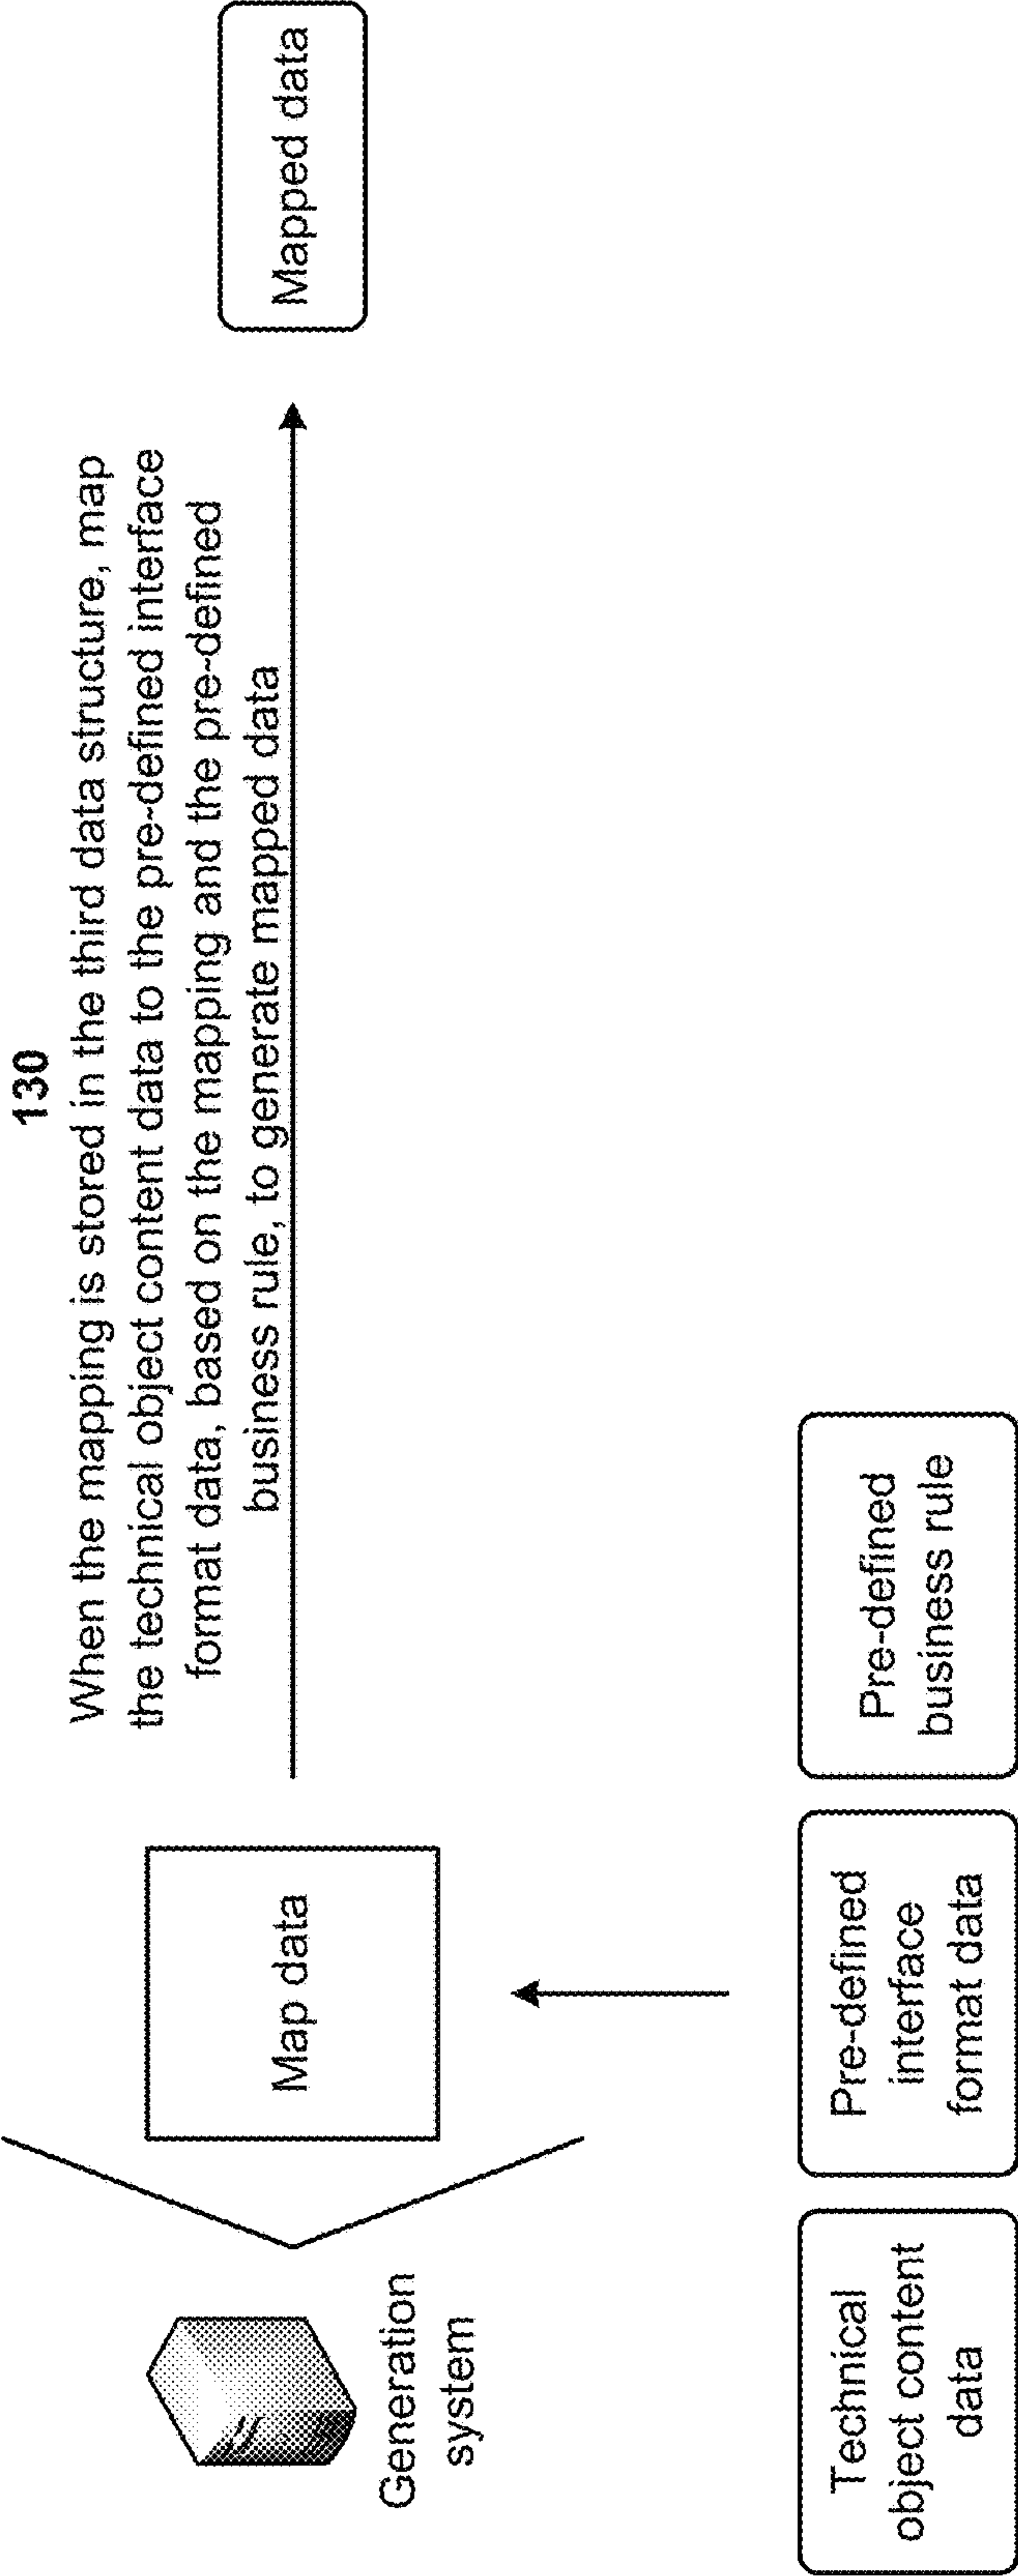 130
When the mapping is stored in the third data structure, map
the technical object content data to the pre-defined interface
format data, based on the mapping and the pre-defined
business rule, to generate mapped data
Generation
system
Map data
Mapped data
Technical
object content
data
Pre-defined
interface
format data
Pre-defined
business rule